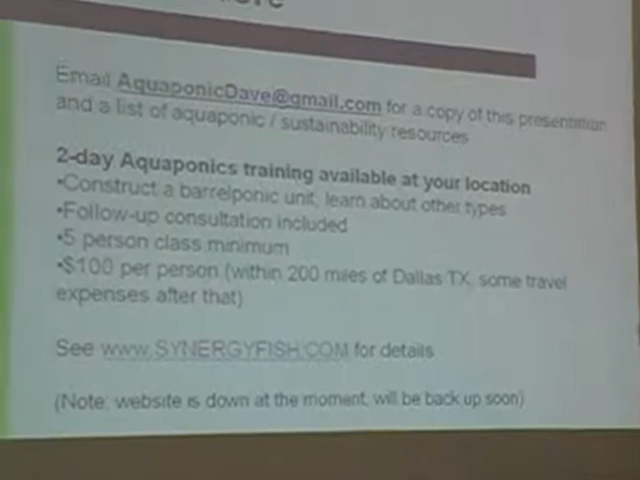 Email AquaponicDave@gmail.com for a copy of this presentation
and a list of aquaponic / sustainability resources
2-day Aquaponics training available at your location
•Construct a barrelponic unit, learn about other types
•Follow-up consultation included
•5 person class minimum
•$100 per person (within 200 miles of Dallas TX, some travel
expenses after that)
See www.SYNERGYFISH.COM for details
(Note: website is down at the moment, will be back up soon)